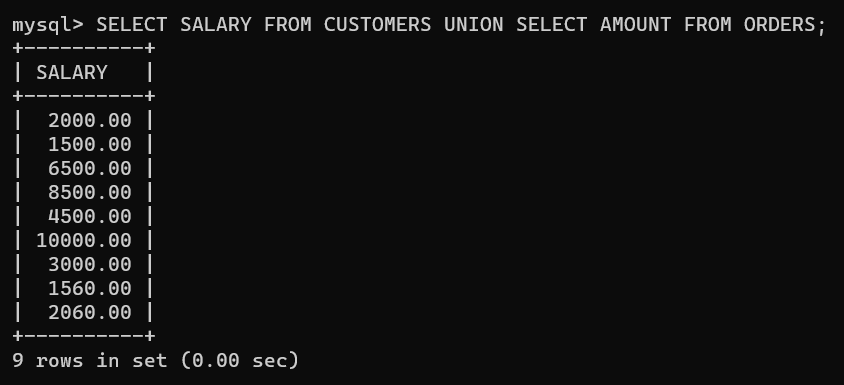 mysql> SELECT SALARY FROM CUSTOMERS UNION SELECT AMOUNT FROM ORDERS;
+----------+
| SALARY   |
+----------+
|  2000.00 |
|  1500.00 |
|  6500.00 |
|  8500.00 |
|  4500.00 |
| 10000.00 |
|  3000.00 |
|  1560.00 |
|  2060.00 |
+----------+
9 rows in set (0.00 sec)